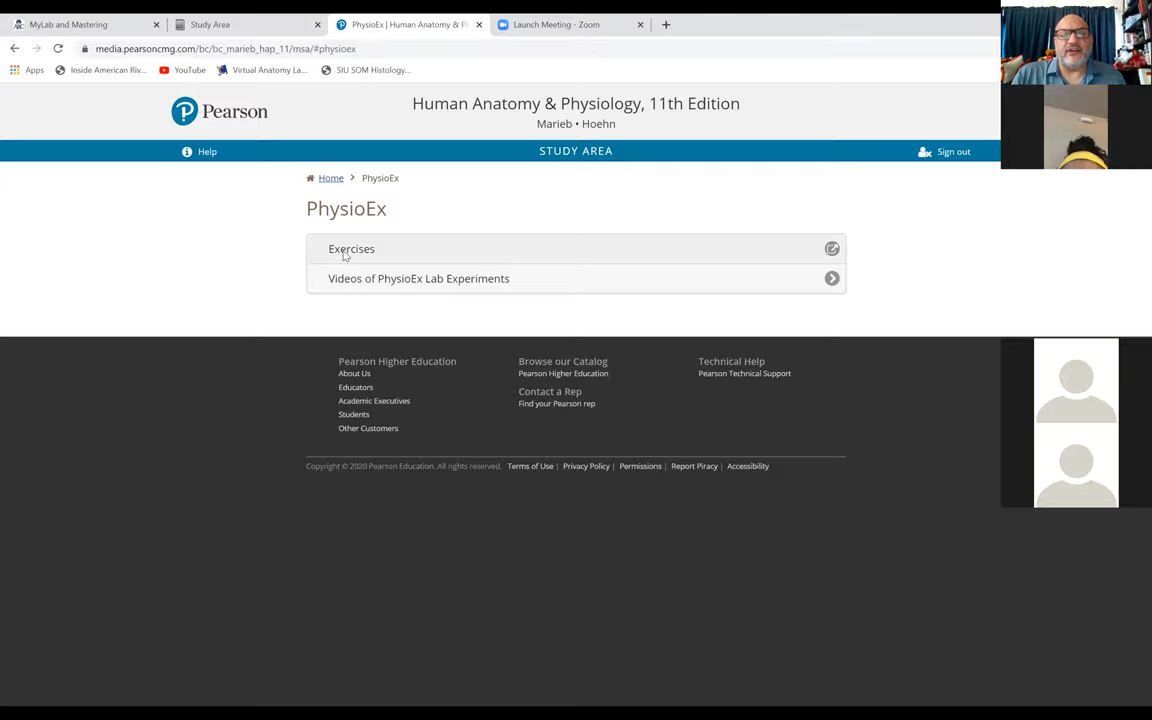 MyLab and Mastering
Study Area
PhysioEx | Human Anatomy & P
Launch Meeting - Zoom
media.pearsoncmg.com/bc/bc_marieb_hap_11/msa/#physioex
Apps
Inside American Riv...
YouTube
Virtual Anatomy La...
SIU SOM Histology...
Pearson
Human Anatomy & Physiology, 11th Edition
Marieb • Hoehn
Help
STUDY AREA
Sign out
Home > PhysioEx
PhysioEx
Exercises
Videos of PhysioEx Lab Experiments
Pearson Higher Education
About Us
Educators
Academic Executives
Students
Other Customers
Browse our Catalog
Pearson Higher Education
Contact a Rep
Find your Pearson rep
Technical Help
Pearson Technical Support
Copyright © 2020 Pearson Education. All rights reserved. Terms of Use | Privacy Policy | Permissions | Report Piracy | Accessibility